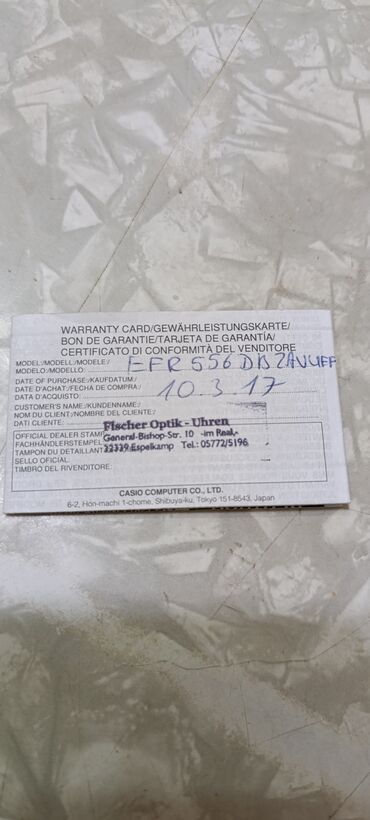 WARRANTY CARD/GEWÄHRLEISTUNGSKARTE/
BON DE GARANTIE/TARJETA DE GARANTÍA/
CERTIFICATO DI CONFORMITÀ DEL VENDITORE
MODEL:/MODELL:/MODELE:/
MODELO:/MODELLO: EFR 556 DB 2AVUEF
DATE OF PURCHASE:/KAUFDATUM:/
DATE D'ACHAT:/FECHA DE COMPRA:/
DATA D'ACQUISTO: 10.3.17
CUSTOMER'S NAME:/KUNDENNAME:/
NOM DU CLIENT:/NOMBRE DEL CLIENTE:/
DATI CLIENTE:
Fischer Optik - Uhren
General-Bishop-Str. 10 -im Real,-
32339 Espelkamp Tel.: 05772/5196
OFFICIAL DEALER STAMP
FACHHÄNDLERSTEMPEL
TAMPON DU DETAILLANT
SELLO OFICIAL
TIMBRO DEL RIVENDITORE:
CASIO COMPUTER CO., LTD.
6-2, Hon-machi 1-chome, Shibuya-ku, Tokyo 151-8543, Japan